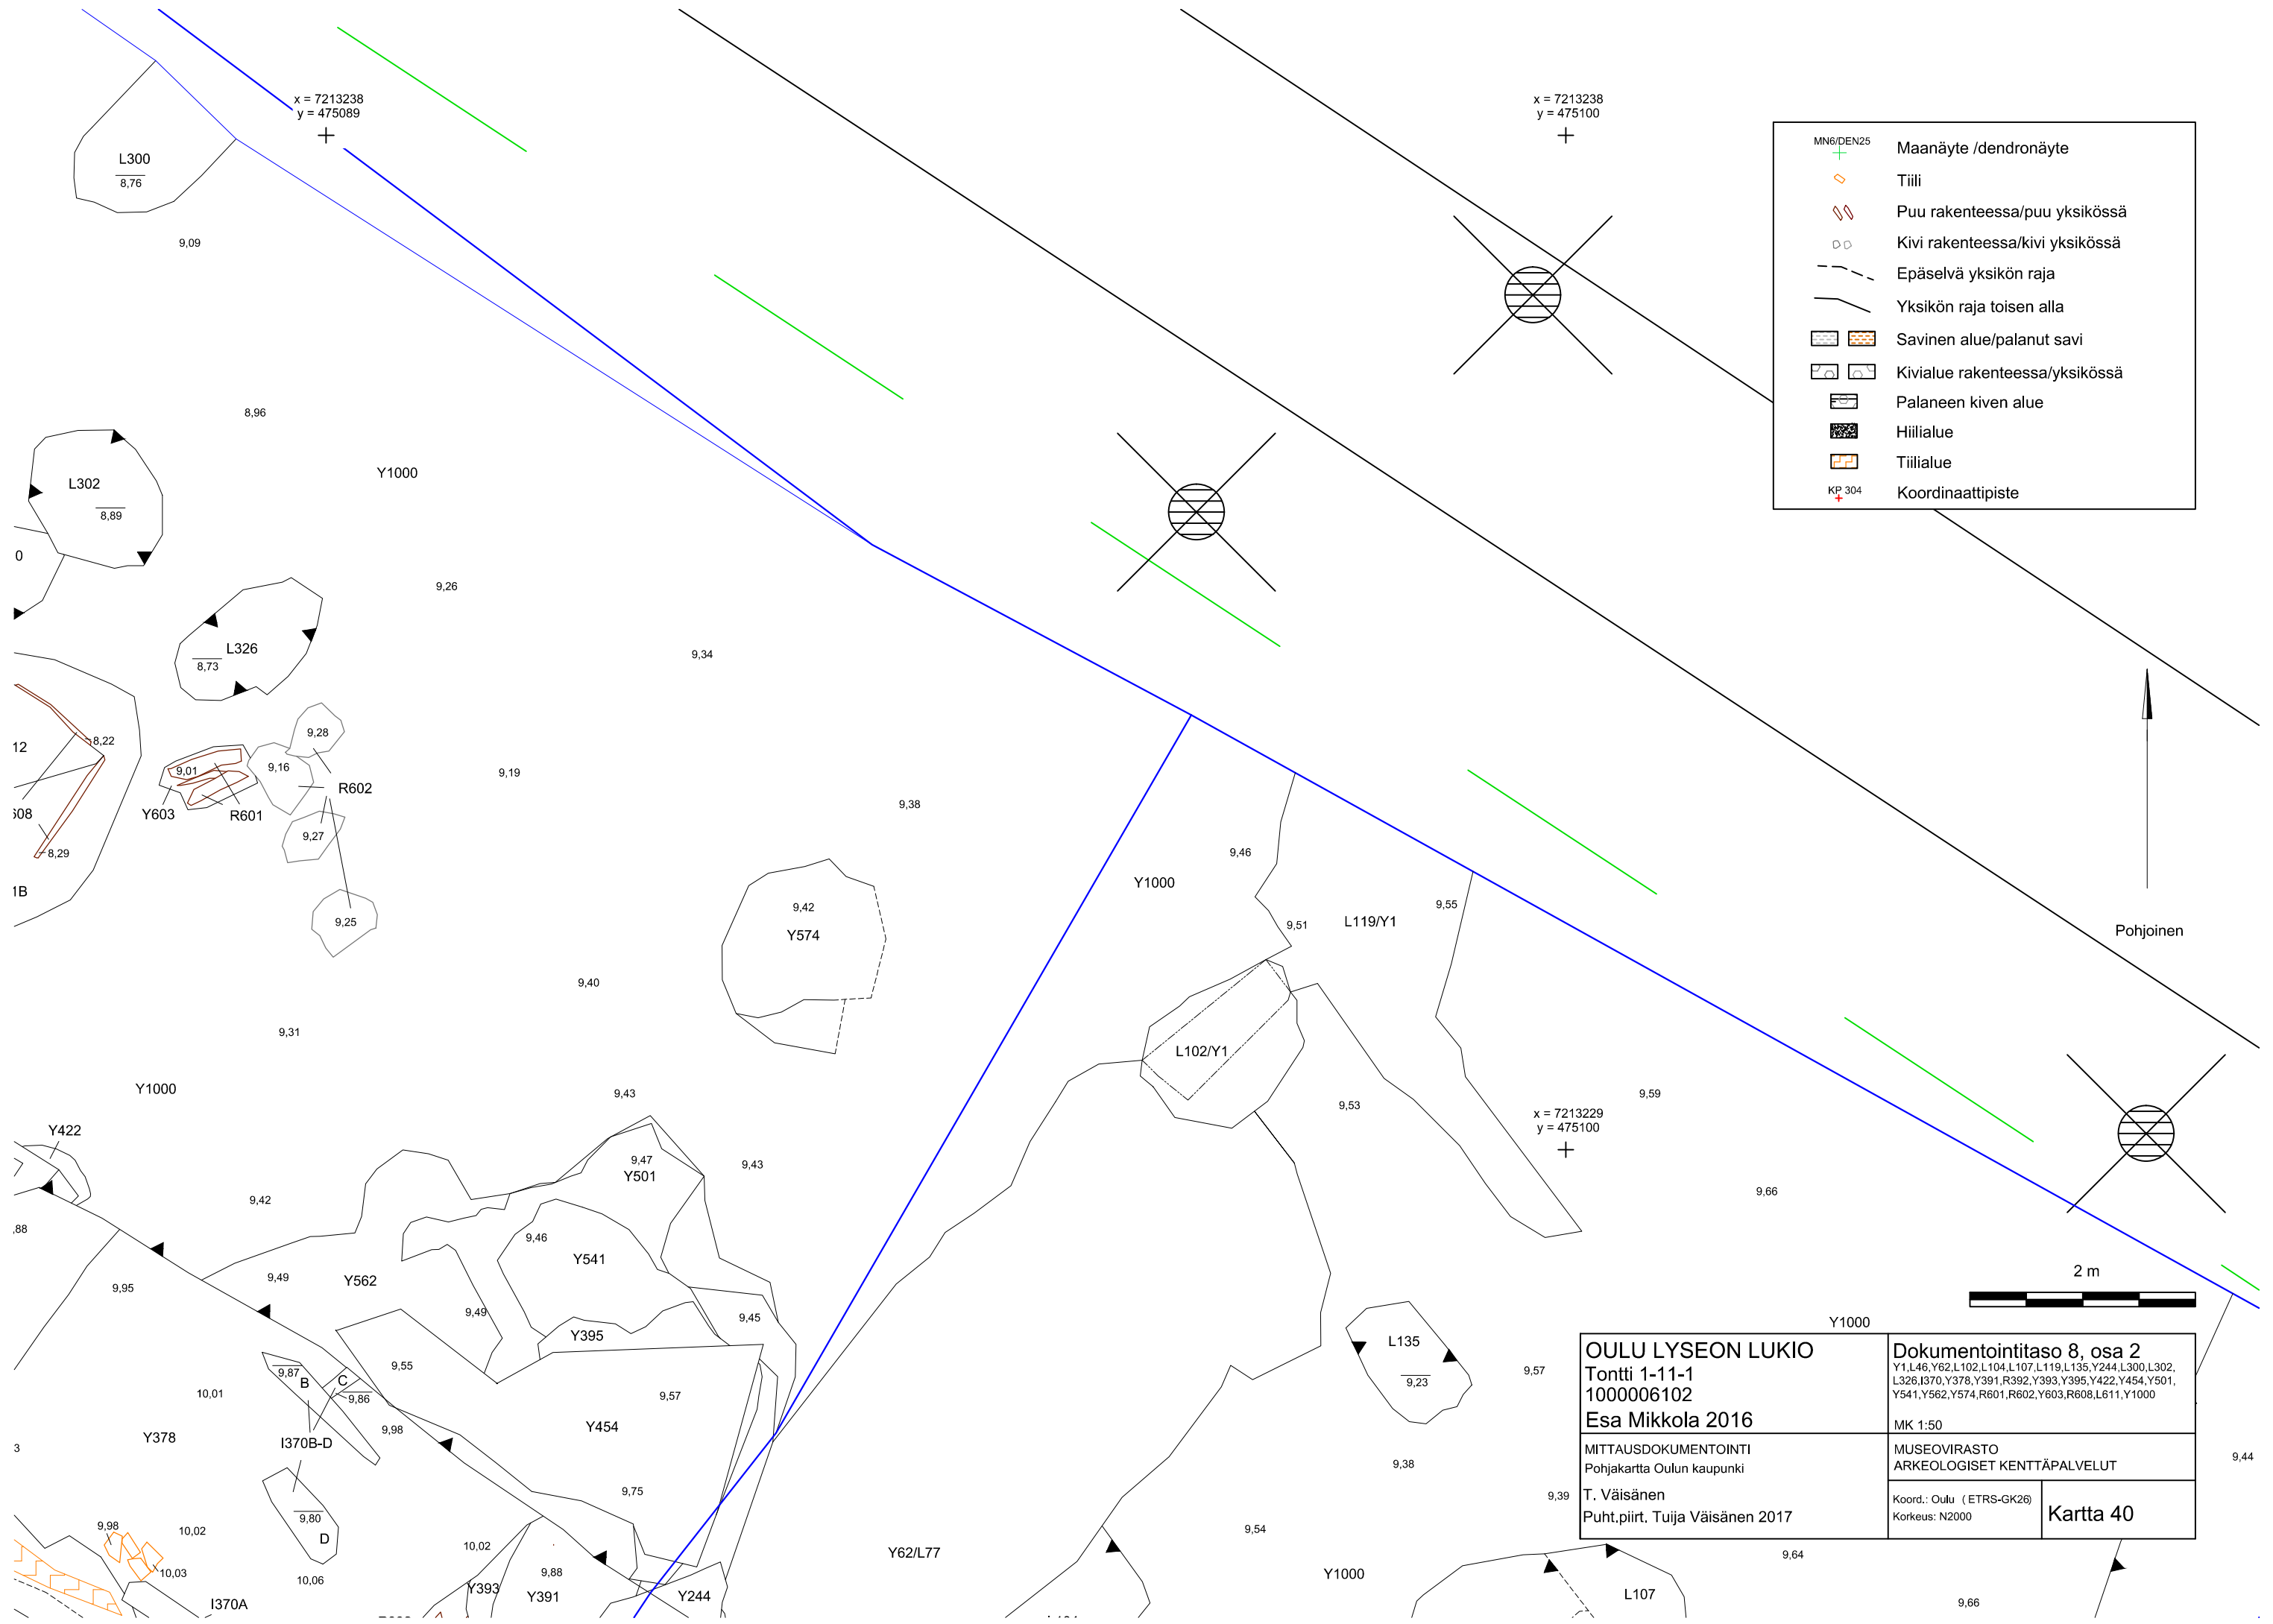 x = 7213238
y = 475089
x = 7213238
y = 475100
MN6/DEN25
Maanäyte /dendronäyte
Tiili
Puu rakenteessa/puu yksikössä
Kivi rakenteessa/kivi yksikössä
Epäselvä yksikön raja
Yksikön raja toisen alla
Savinen alue/palanut savi
Kivialue rakenteessa/yksikössä
Palaneen kiven alue
Hiilialue
Tiilialue
KP 304
Koordinaattipiste
L300
8,76
9,09
8,96
Y1000
L302
8,89
0
9,26
L326
8,73
9,34
12
8,22
9,28
9,01
9,16
9,19
R602
Y603
R601
608
9,27
9,38
8,29
9,46
1B
Y1000
9,42
9,55
9,25
Y574
9,51
L119/Y1
Pohjoinen
9,40
9,31
L102/Y1
Y1000
9,43
9,53
9,59
x = 7213229
y = 475100
Y422
9,47
9,43
Y501
9,42
9,66
,88
9,46
Y541
9,49
Y562
9,95
2 m
9,49
9,45
Y1000
Y395
L135
9,55
9,87
B
C
9,86
9,23
9,57
10,01
9,57
9,98
Y454
Y378
I370B-D
3
9,38
9,44
9,75
9,39
9,80
D
9,98
10,02
9,54
10,02
Y62/L77
9,64
10,03
10,06
9,88
Y1000
Y393
Y391
Y244
L107
I370A
9,66
OULU LYSEON LUKIO
Tontti 1-11-1
1000006102
Esa Mikkola 2016
MITTAUSDOKUMENTOINTI
Pohjakartta Oulun kaupunki
T. Väisänen
Puht.piirt. Tuija Väisänen 2017
Dokumentointitaso 8, osa 2
Y1,L46,Y62,L102,L104,L107,L119,L135,Y244,L300,L302,
L326,I370,Y378,Y391,R392,Y393,Y395,Y422,Y454,Y501,
Y541,Y562,Y574,R601,R602,Y603,R608,L611,Y1000
MK 1:50
MUSEOVIRASTO
ARKEOLOGISET KENTTÄPALVELUT
Koord.: Oulu (ETRS-GK26)
Korkeus: N2000
Kartta 40